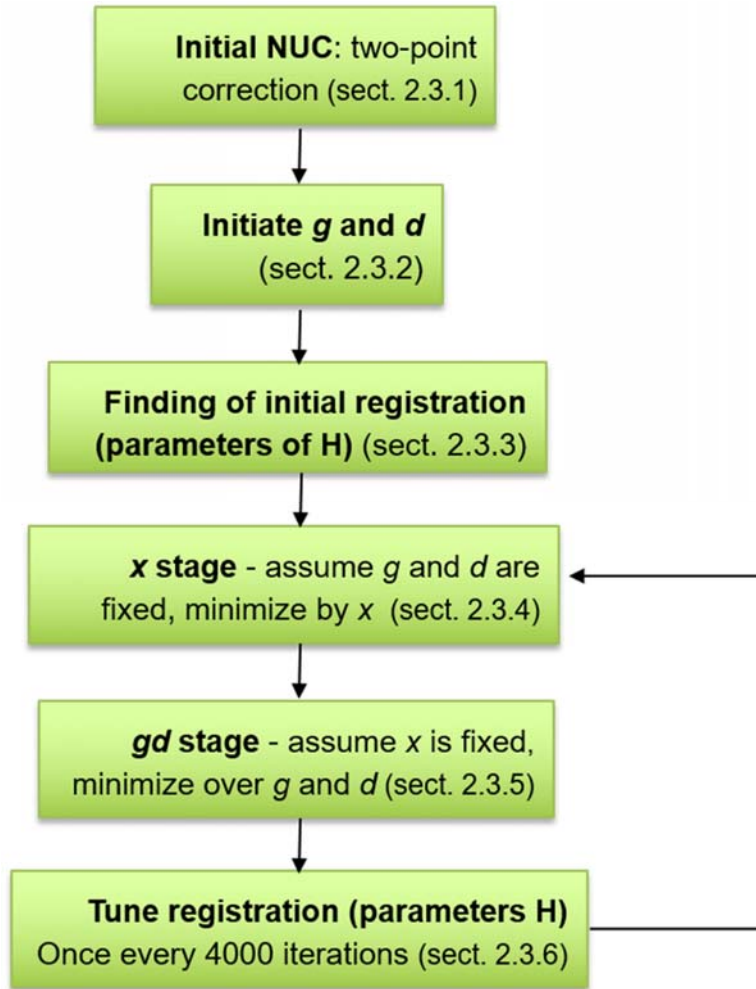 Initial NUC: two-point
correction (sect. 2.3.1)
Initiate g and d
(sect. 2.3.2)
Finding of initial registration
(parameters of H) (sect. 2.3.3)
x stage - assume g and d are
fixed, minimize by x (sect. 2.3.4)
gd stage - assume x is fixed,
minimize over g and d (sect. 2.3.5)
Tune registration (parameters H)
Once every 4000 iterations (sect. 2.3.6)